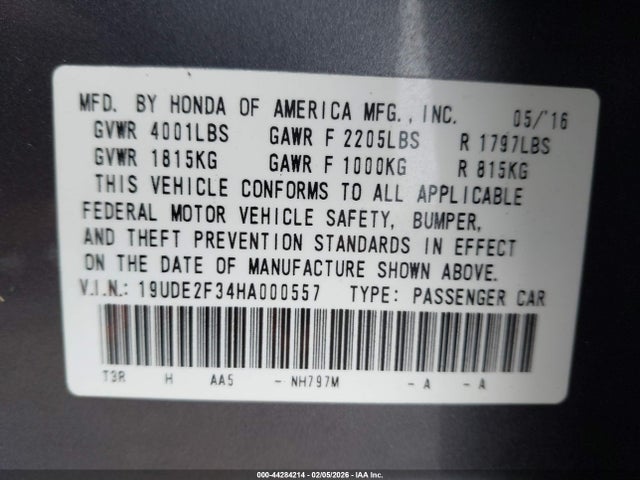 MFD. BY HONDA OF AMERICA MFG., INC. 05/'16
GVWR 4001LBS GAWR F 2205LBS R 1797LBS
GVWR 1815KG GAWR F 1000KG R 815KG
THIS VEHICLE CONFORMS TO ALL APPLICABLE
FEDERAL MOTOR VEHICLE SAFETY, BUMPER,
AND THEFT PREVENTION STANDARDS IN EFFECT
ON THE DATE OF MANUFACTURE SHOWN ABOVE.
V.I.N.: 19UDE2F34HA000557 TYPE: PASSENGER CAR
T3R H AA5 - NH797M - A - A
000-44284214 - 02/05/2026 - IAA Inc.